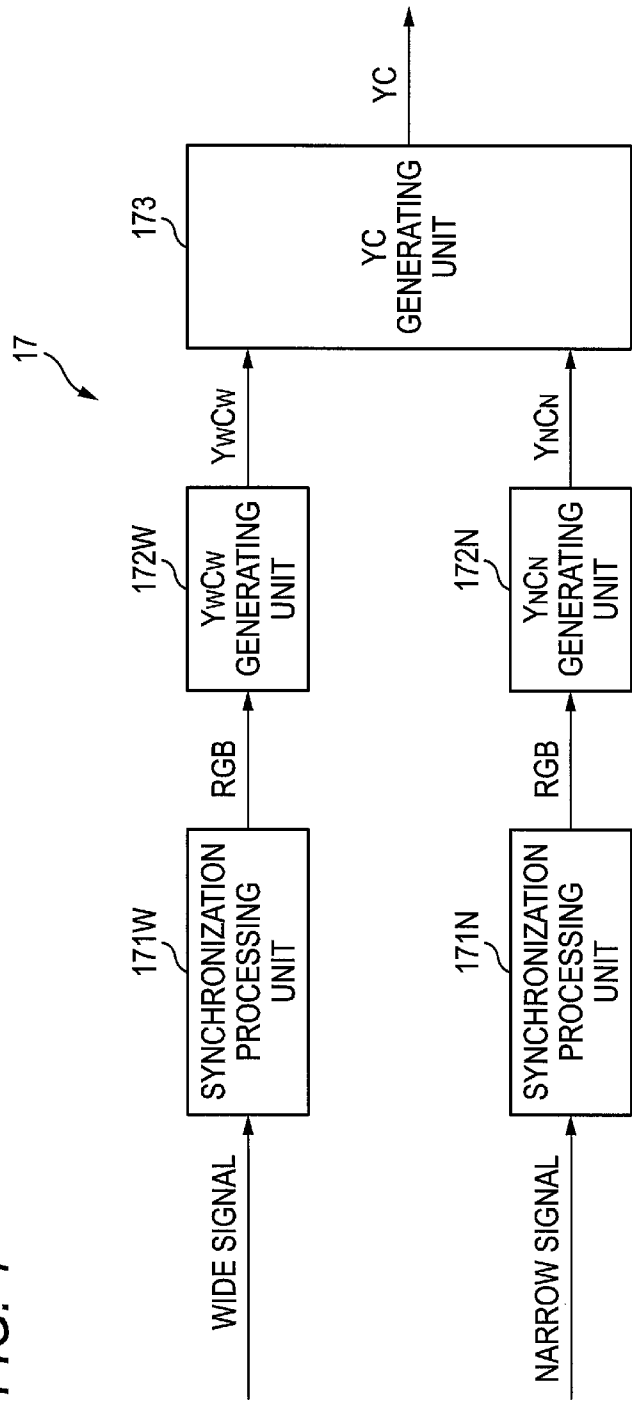 FIG.
17
171W
SYNCHRONIZATION
PROCESSING
UNIT
172W
YWCW
GENERATING
UNIT
173
YC
GENERATING
UNIT
WIDE SIGNAL
RGB
YWCW
YC
171N
SYNCHRONIZATION
PROCESSING
UNIT
172N
YNCN
GENERATING
UNIT
NARROW SIGNAL
RGB
YNCN